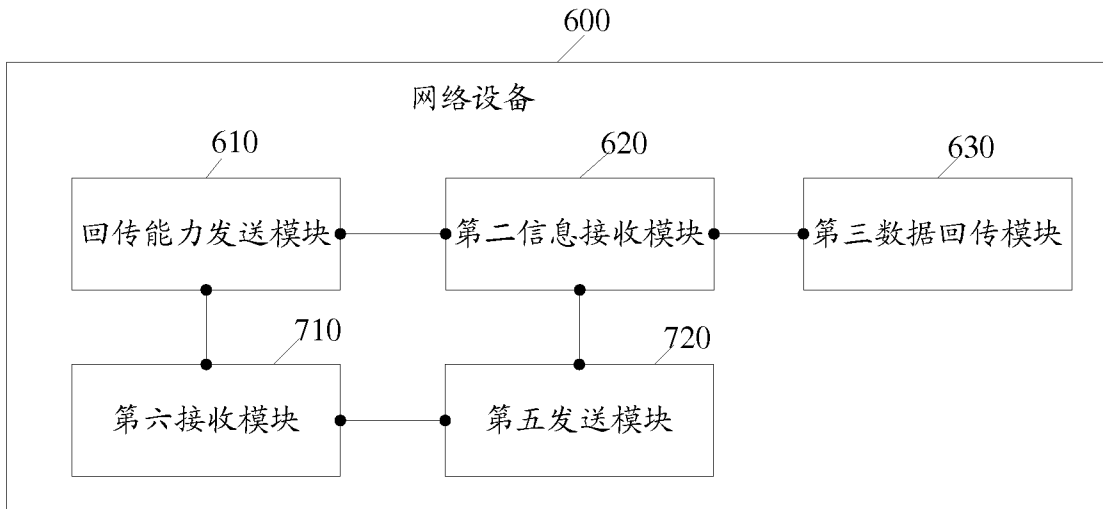 600
网络设备
610
620
630
回传能力发送模块
第二信息接收模块
第三数据回传模块
710
720
第六接收模块
第五发送模块